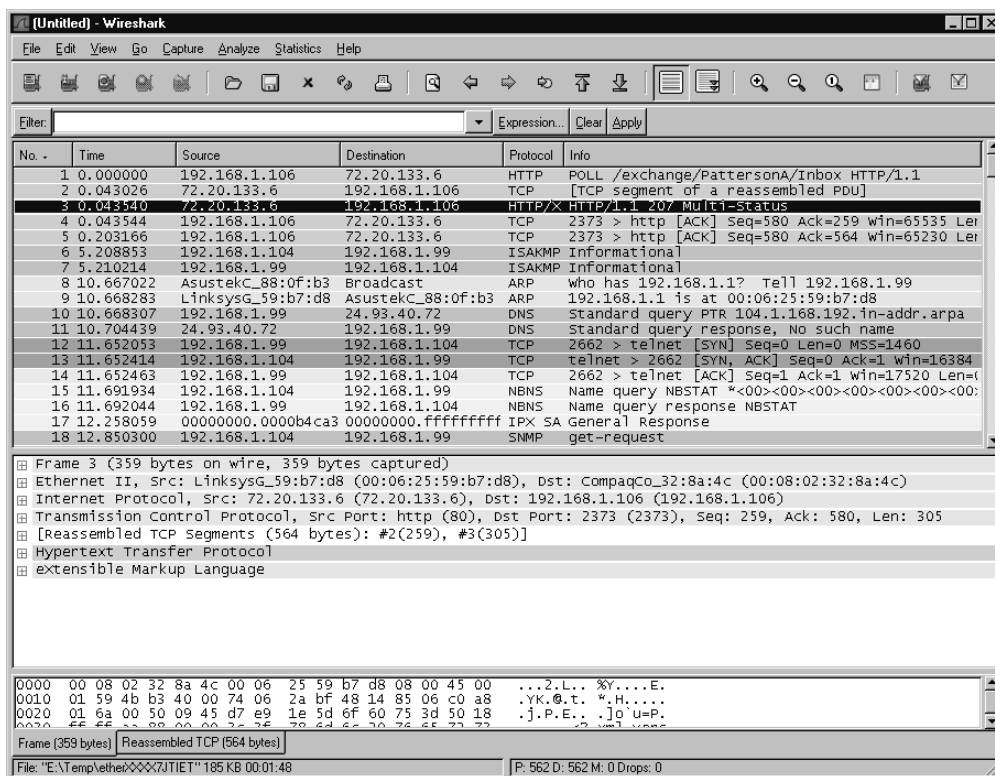 (Untitled) - Wireshark
File Edit View Go Capture Analyze Statistics Help
Filter: Expression... Clear Apply
No. - Time Source Destination Protocol Info
1 0.000000 192.168.1.106 72.20.133.6 HTTP POLL /exchange/PattersonA/Inbox HTTP/1.1
2 0.043026 72.20.133.6 192.168.1.106 TCP [TCP segment of a reassembled PDU]
3 0.043540 72.20.133.6 192.168.1.106 HTTP/X HTTP/1.1 207 Multi-Status
4 0.043544 192.168.1.106 72.20.133.6 TCP 2373 > http [ACK] Seq=580 Ack=259 Win=65535 Ler
5 0.203166 192.168.1.106 72.20.133.6 TCP 2373 > http [ACK] Seq=580 Ack=564 Win=65230 Ler
6 5.208853 192.168.1.104 192.168.1.99 ISAKMP Informational
7 5.210214 192.168.1.99 192.168.1.104 ISAKMP Informational
8 10.667022 AsustekC_88:0f:b3 Broadcast ARP Who has 192.168.1.1? Tell 192.168.1.99
9 10.668283 LinksysG_59:b7:d8 AsustekC_88:0f:b3 ARP 192.168.1.1 is at 00:06:25:59:b7:d8
10 10.668307 192.168.1.99 24.93.40.72 DNS Standard query PTR 104.1.168.192.in-addr.arpa
11 10.704439 24.93.40.72 192.168.1.99 DNS Standard query response, No such name
12 11.652053 192.168.1.104 192.168.1.99 TCP 2662 > telnet [SYN] Seq=0 Len=0 MSS=1460
13 11.652414 192.168.1.104 192.168.1.99 TCP telnet > 2662 [SYN, ACK] Seq=0 Ack=1 Win=16384
14 11.652463 192.168.1.99 192.168.1.104 TCP 2662 > telnet [ACK] Seq=1 Ack=1 Win=17520 Len=(
15 11.691934 192.168.1.104 192.168.1.99 NBNS Name query NBSTAT *<00><00><00><00><00><00><00>:
16 11.692044 192.168.1.99 192.168.1.104 NBNS Name query response NBSTAT
17 12.258059 00000000.0000b4ca3 00000000.fffffffff IPX SA General Response
18 12.850300 192.168.1.104 192.168.1.99 SNMP get-request
Frame 3 (359 bytes on wire, 359 bytes captured)
Ethernet II, Src: LinksysG_59:b7:d8 (00:06:25:59:b7:d8), Dst: CompaqCo_32:8a:4c (00:08:02:32:8a:4c)
Internet Protocol, Src: 72.20.133.6 (72.20.133.6), Dst: 192.168.1.106 (192.168.1.106)
Transmission Control Protocol, Src Port: http (80), Dst Port: 2373 (2373), Seq: 259, Ack: 580, Len: 305
[Reassembled TCP Segments (564 bytes): #2(259), #3(305)]
Hypertext Transfer Protocol
eXtensible Markup Language
0000 00 08 02 32 8a 4c 00 06 25 59 b7 d8 08 00 45 00 ...2.L.. %Y....E.
0010 01 59 4b b3 40 00 74 06 2a bf 48 14 85 06 c0 a8 .YK.@.t. *.H.....
0020 01 6a 00 50 09 45 d7 e9 1e 5d 6f 60 75 3d 50 18 .j.P.E.. .]o`u=P.
Frame (359 bytes) Reassembled TCP (564 bytes)
File: "E:\Temp\etherXXXX7JTIET" 185 KB 00:01:48 P: 562 D: 562 M: 0 Drops: 0